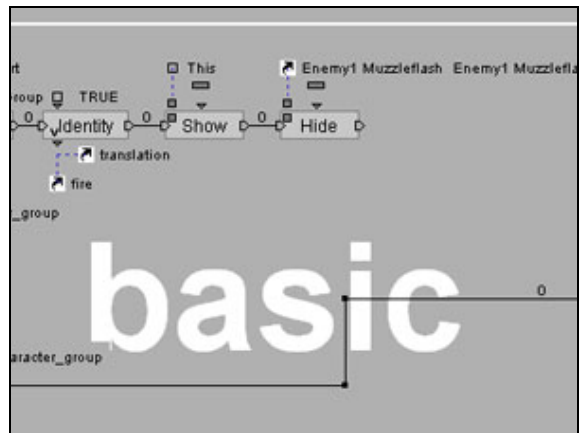 rt This Enemy1 Muzzleflash Enemy1 Muzzlefla
roup TRUE
0 Identity 0 Show 0 Hide
translation
fire
r_group
basic
0
aracter_group